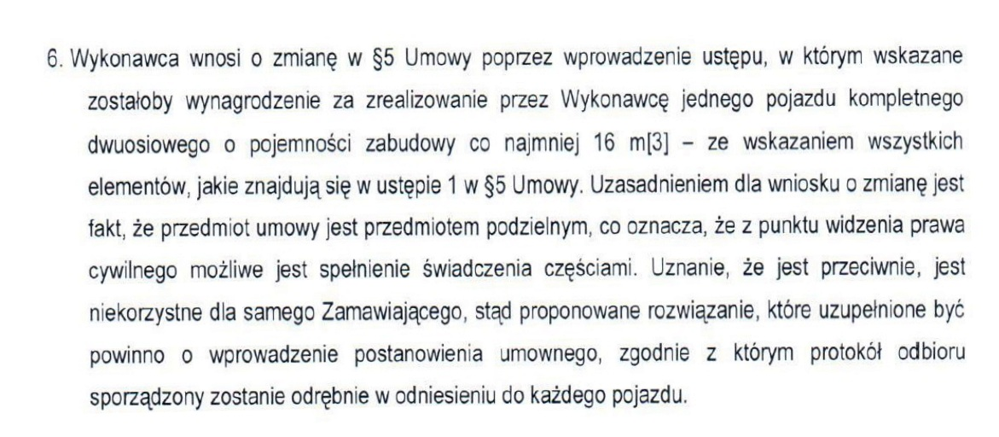 6. Wykonawca wnosi o zmianę w §5 Umowy poprzez wprowadzenie ustępu, w którym wskazane
zostałoby wynagrodzenie za zrealizowanie przez Wykonawcę jednego pojazdu kompletnego
dwuosiowego o pojemności zabudowy co najmniej 16 m[3] – ze wskazaniem wszystkich
elementów, jakie znajdują się w ustępie 1 w §5 Umowy. Uzasadnieniem dla wniosku o zmianę jest
fakt, że przedmiot umowy jest przedmiotem podzielnym, co oznacza, że z punktu widzenia prawa
cywilnego możliwe jest spełnienie świadczenia częściami. Uznanie, że jest przeciwnie, jest
niekorzystne dla samego Zamawiającego, stąd proponowane rozwiązanie, które uzupełnione być
powinno o wprowadzenie postanowienia umownego, zgodnie z którym protokół odbioru
sporządzony zostanie odrębnie w odniesieniu do każdego pojazdu.